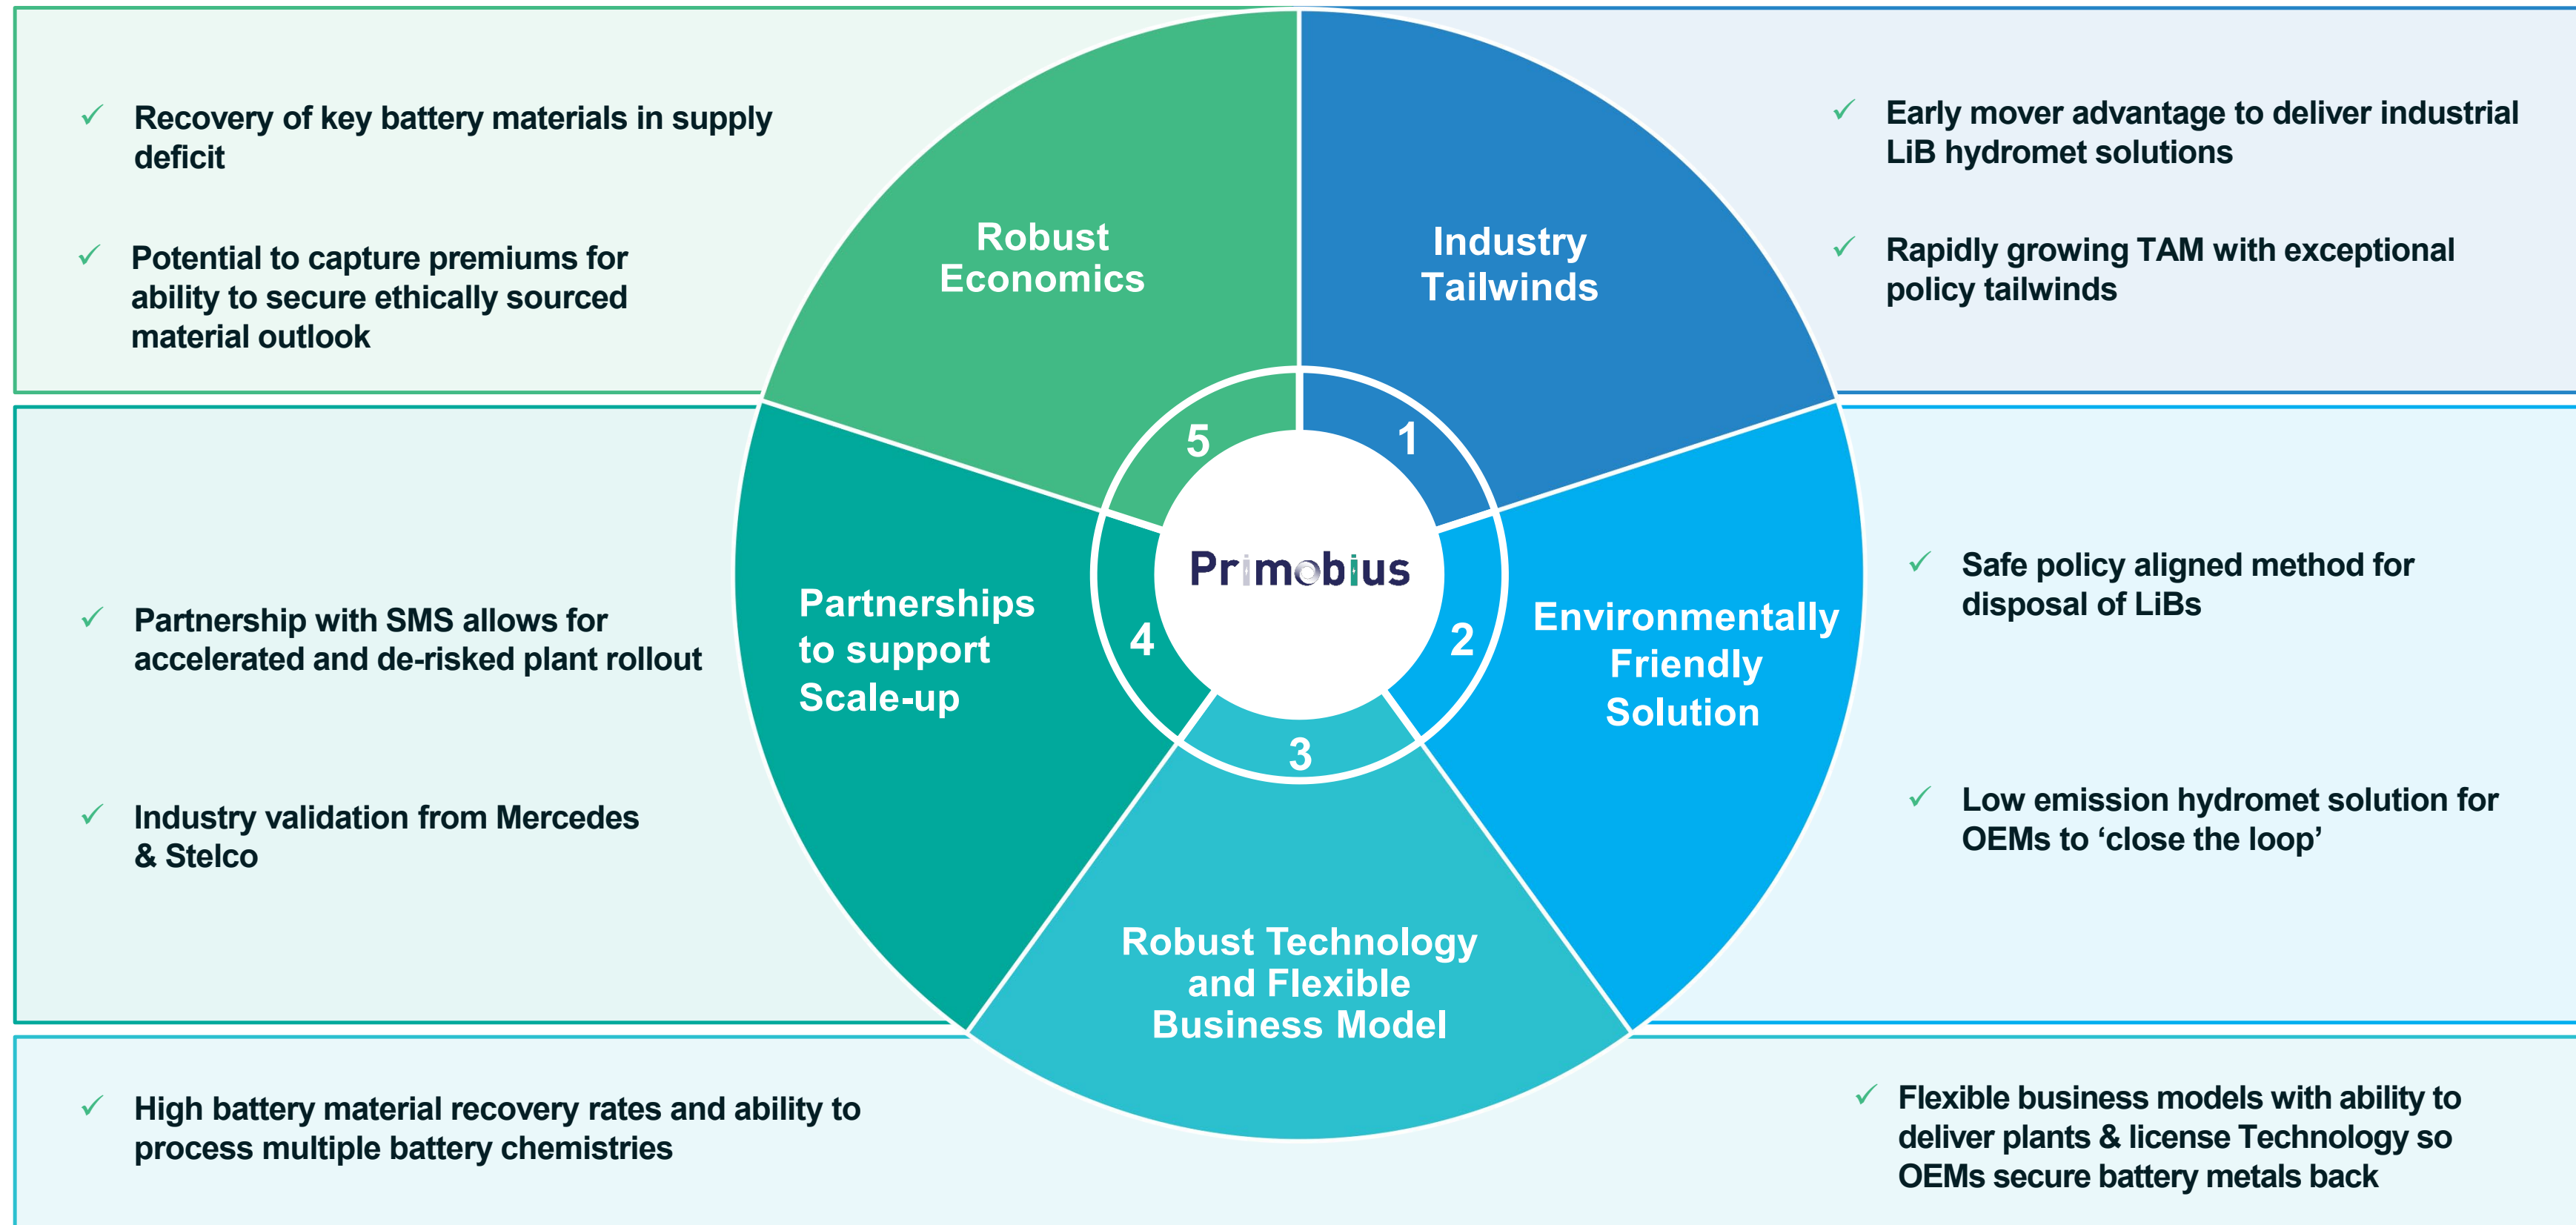 Recovery of key battery materials in supply
deficit
Potential to capture premiums for
ability to secure ethically sourced
material outlook
Robust
Economics
Industry
Tailwinds
Early mover advantage to deliver industrial
LiB hydromet solutions
Rapidly growing TAM with exceptional
policy tailwinds
5
1
Primobius
4
2
3
Partnership with SMS allows for
accelerated and de-risked plant rollout
Industry validation from Mercedes
& Stelco
Partnerships
to support
Scale-up
Environmentally
Friendly
Solution
Safe policy aligned method for
disposal of LiBs
Low emission hydromet solution for
OEMs to ‘close the loop’
Robust Technology
and Flexible
Business Model
High battery material recovery rates and ability to
process multiple battery chemistries
Flexible business models with ability to
deliver plants & license Technology so
OEMs secure battery metals back